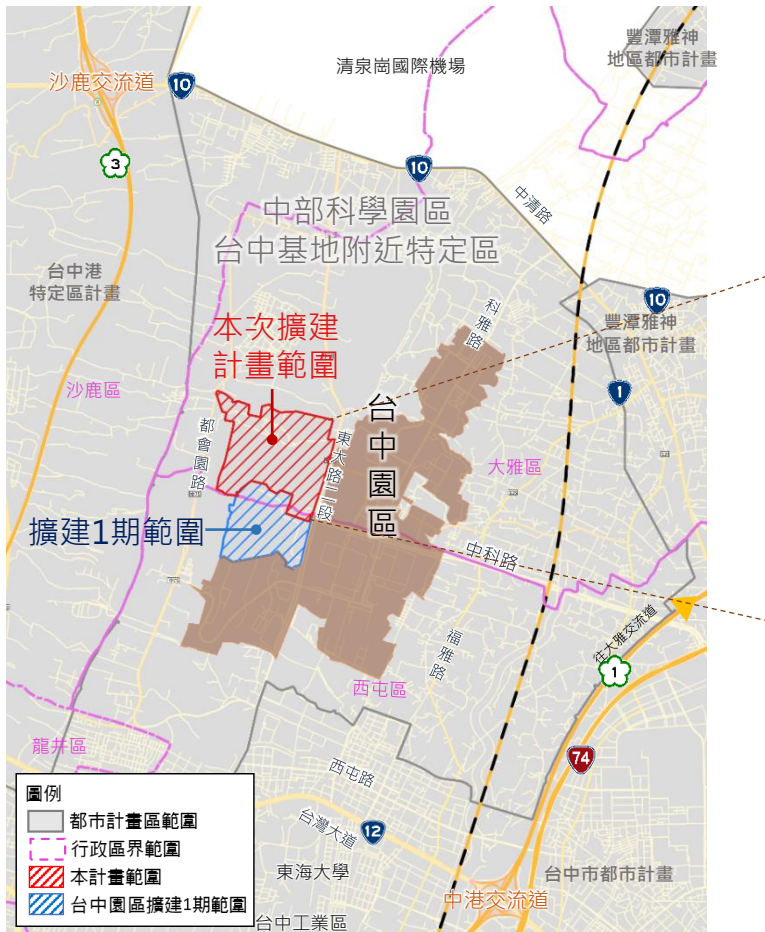 豐潭雅神
地區都市計畫
清泉崗國際機場
沙鹿交流道
10
3
10
中清路
中部科學園區
台中基地附近特定區
台中港
特定區計畫
10
科雅路
豐潭雅神
地區都市計畫
本次擴建
計畫範圍
沙鹿區
1
台中園區
都會園路
東大路二段
大雅區
擴建1期範圍
中科路
福雅路
往大雅交流道
1
西屯區
龍井區
74
西屯路
圖例
都市計畫區範圍
行政區界範圍
本計畫範圍
台中園區擴建1期範圍
台灣大道
12
東海大學
台中市都市計畫
中港交流道
台中工業區